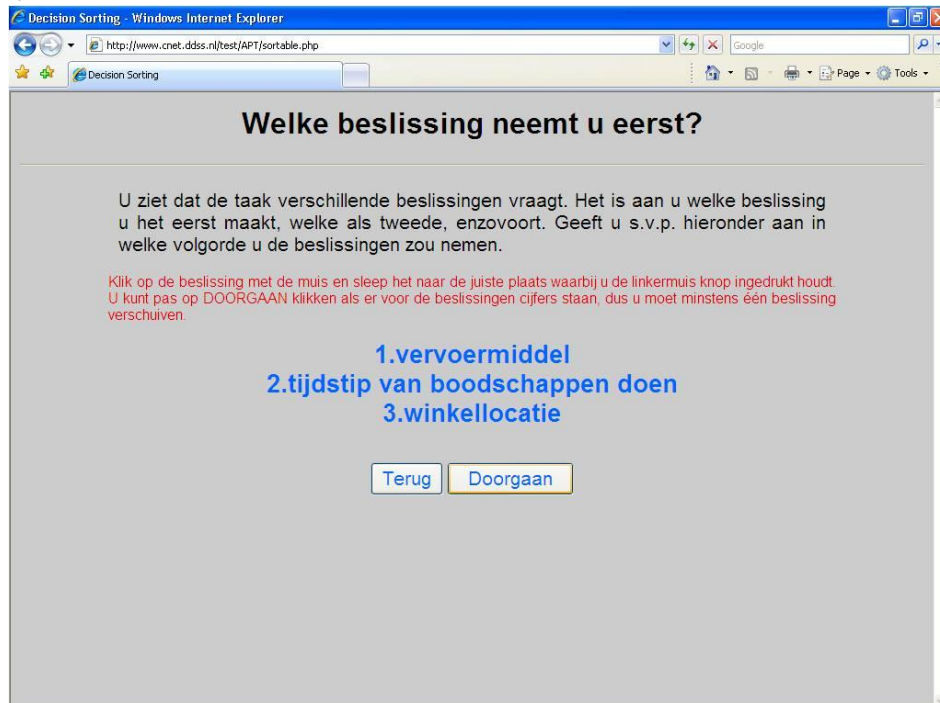 Decision Sorting - Windows Internet Explorer
http://www.cnet.ddss.nl/test/APT/sortable.php
Google
Decision Sorting
Page
Tools
Welke beslissing neemt u eerst?
U ziet dat de taak verschillende beslissingen vraagt. Het is aan u welke beslissing
u het eerst maakt, welke als tweede, enzovoort. Geeft u s.v.p. hieronder aan in
welke volgorde u de beslissingen zou nemen.
Klik op de beslissing met de muis en sleep het naar de juiste plaats waarbij u de linkermuis knop ingedrukt houdt.
U kunt pas op DOORGAAN klikken als er voor de beslissingen cijfers staan, dus u moet minstens één beslissing
verschuiven.
1.vervoermiddel
2.tijdstip van boodschappen doen
3.winkellocatie
Terug
Doorgaan